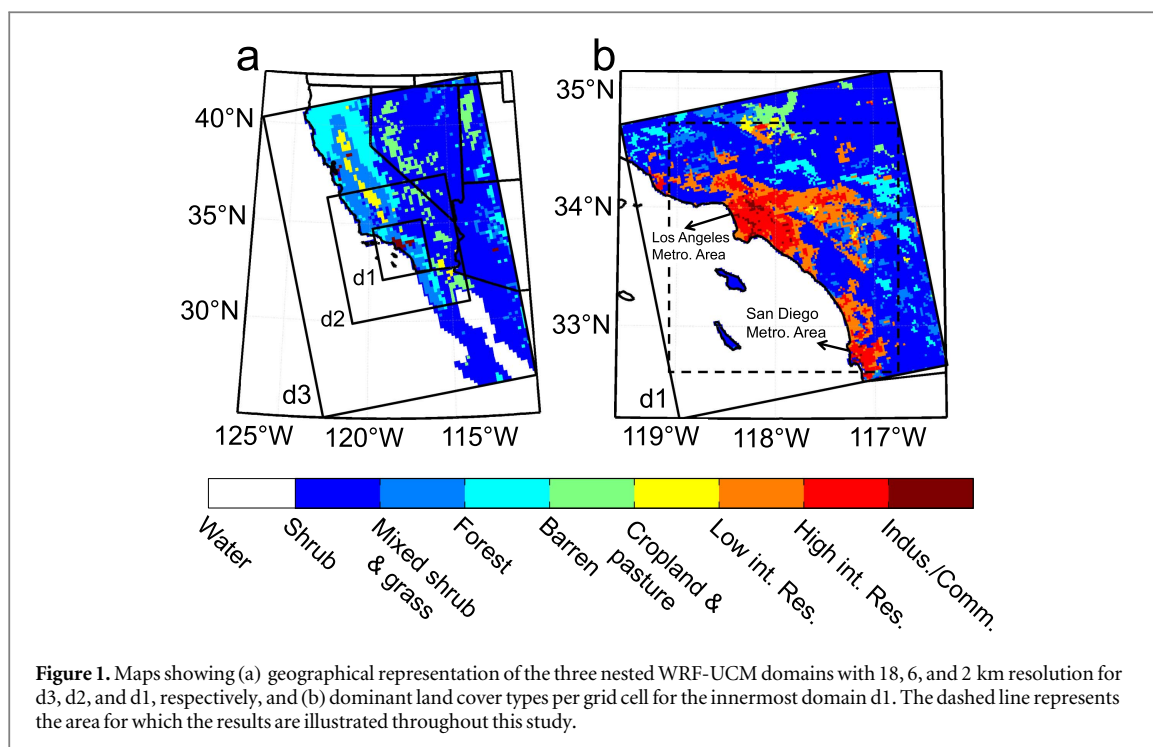 a
b
40°N
35°N
30°N
d1
d2
d3
125°W
120°W
115°W
35°N
34°N
33°N
Los Angeles
Metro. Area
San Diego
Metro. Area
d1
119°W
118°W
117°W
Water
Shrub
Mixed shrub
& grass
Forest
Barren
Cropland &
pasture
Low int. Res.
High int. Res.
Indus./Comm.
Figure 1. Maps showing (a) geographical representation of the three nested WRF-UCM domains with 18, 6, and 2 km resolution for
d3, d2, and d1, respectively, and (b) dominant land cover types per grid cell for the innermost domain d1. The dashed line represents
the area for which the results are illustrated throughout this study.